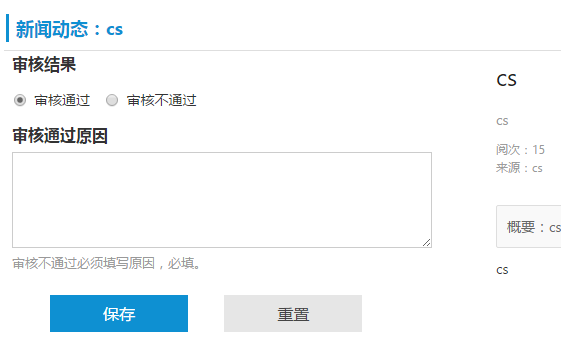 新闻动态：cs
审核结果
审核通过 审核不通过
审核通过原因
审核不通过必须填写原因，必填。
保存 重置
cs
cs
阅次：15
来源：cs
概要：cs
cs